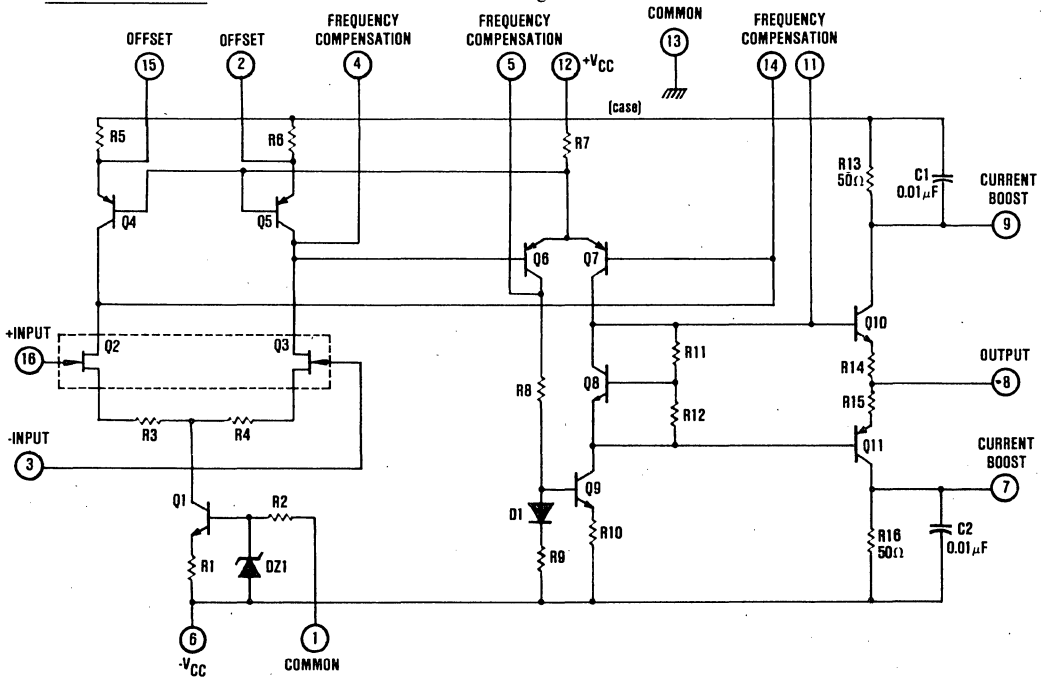 FREQUENCY COMPENSATION
FREQUENCY COMPENSATION
COMMON
FREQUENCY COMPENSATION
OFFSET
OFFSET
15
2
4
5
12
+VCC
13
14
11
(case)
R5
R6
R7
R13
50Ω
C1
0.01μF
CURRENT BOOST
9
Q4
Q5
Q6
Q7
+INPUT
16
Q2
Q3
Q10
R11
R14
OUTPUT
8
R8
Q8
R12
R15
R3
R4
Q11
-INPUT
3
CURRENT BOOST
7
Q1
R2
D1
Q9
R10
R1
DZ1
R9
R16
50Ω
C2
0.01μF
6
-VCC
1
COMMON